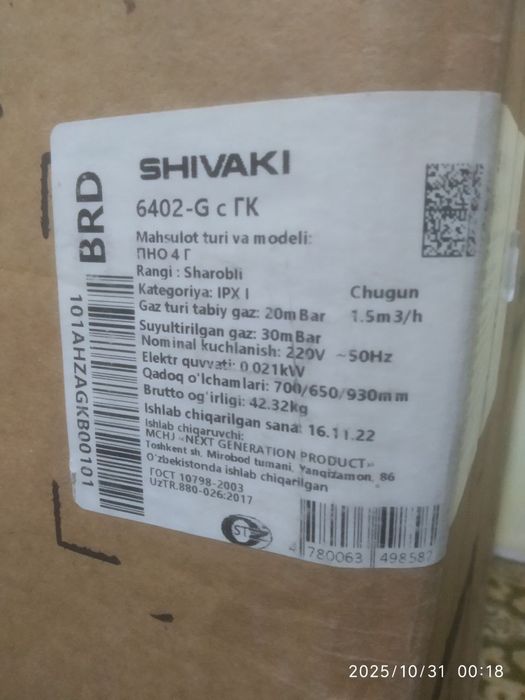 BRD
101AHZAGKB00101
SHIVAKI
6402-G с ГК
Mahsulot turi va modeli:
ПНО 4 Г
Rangi : Sharobli
Kategoriya: IPX I Chugun
Gaz turi tabiy gaz: 20mBar 1.5m3/h
Suyultirilgan gaz: 30mBar
Nominal kuchlanish: 220V ~50Hz
Elektr quvvati: 0.021kW
Qadoq o'lchamlari: 700/650/930mm
Brutto og'irligi: 42.32kg
Ishlab chiqarilgan sana: 16.11.22
Ishlab chiqaruvchi:
MCHJ «NEXT GENERATION PRODUCT»
Toshkent sh. Mirobod tumani, Yangizamon, 86
O'zbekistonda ishlab chiqarilgan
ГОСТ 10798-2003
UzTR.880-026:2017
4 780063 498587
2025/10/31 00:18